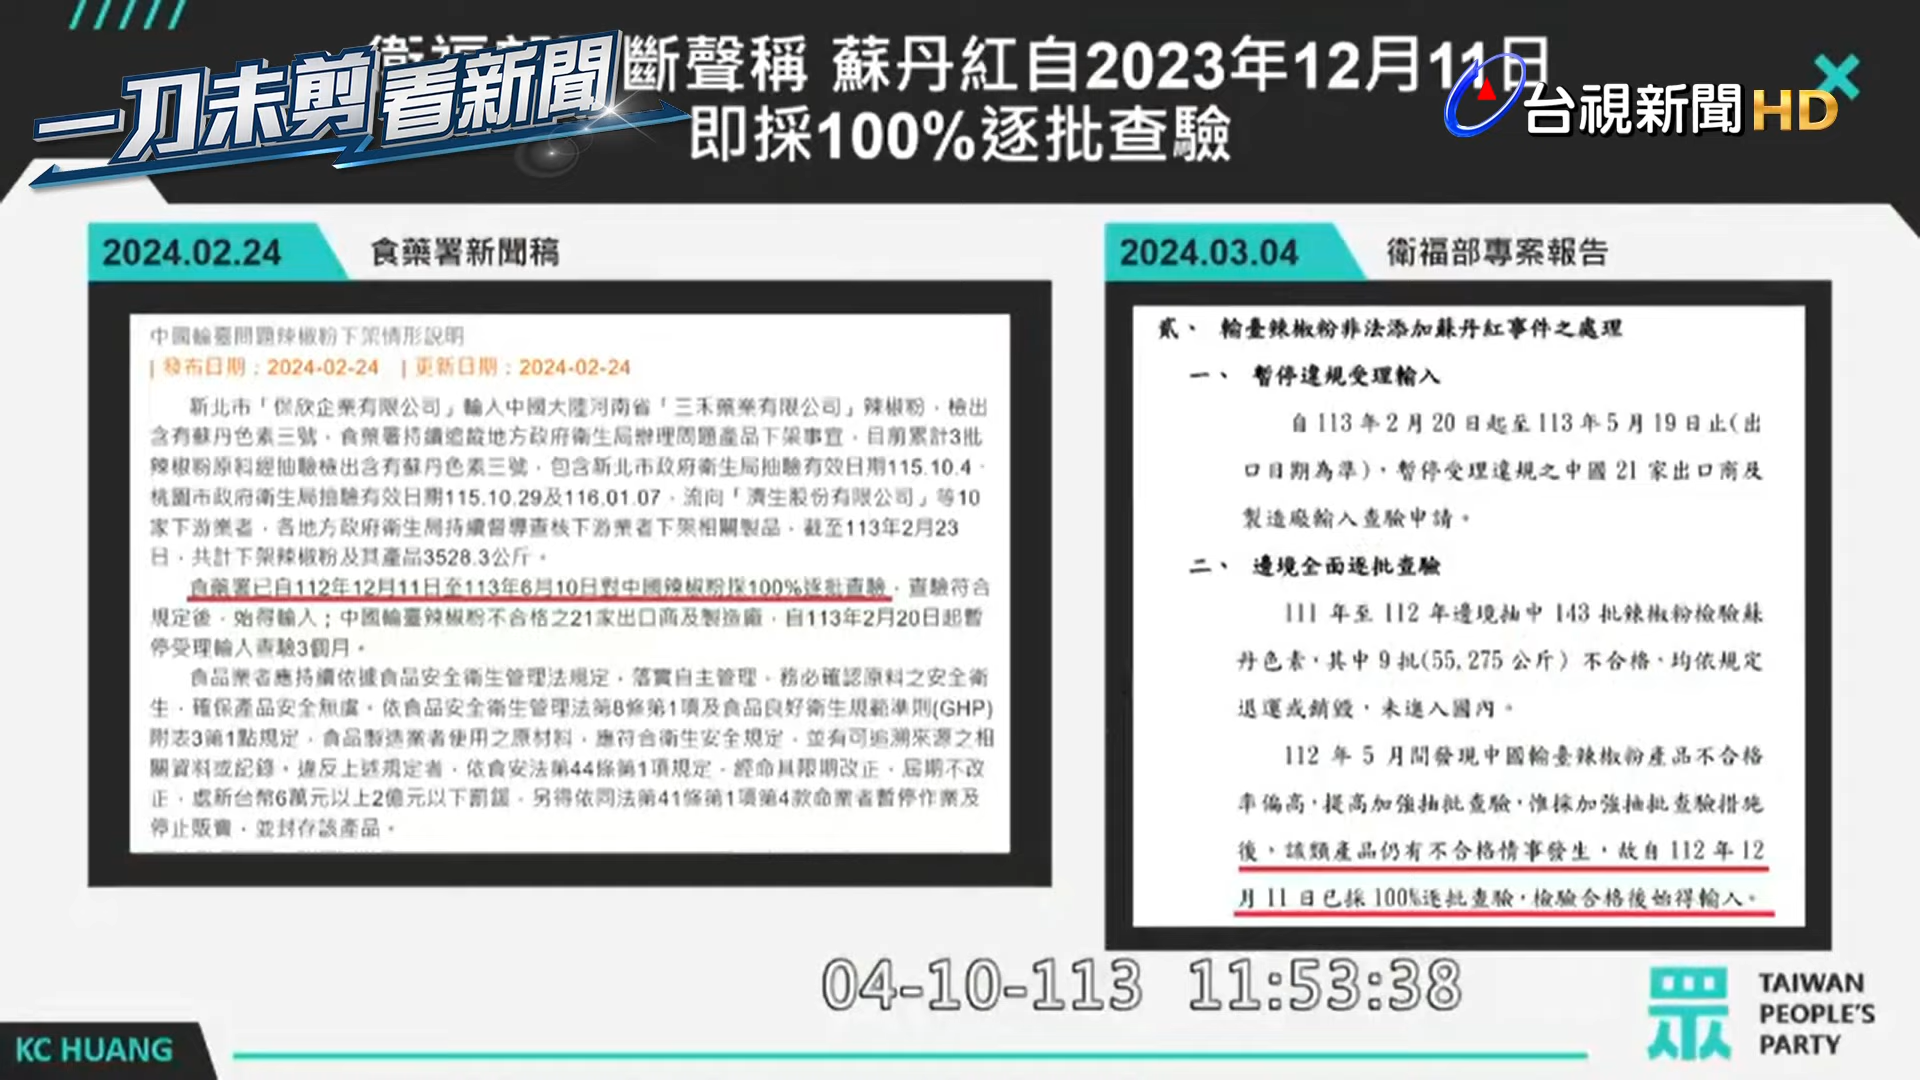 斷聲稱 蘇丹紅自2023年12月11日
即採100%逐批查驗
一刀未剪看新聞
台視新聞HD
2024.02.24
食藥署新聞稿
中國輸臺問題辣椒粉下架情形說明
| 發布日期：2024-02-24 | 更新日期：2024-02-24
新北市「保欣企業有限公司」輸入中國大陸河南省「三禾藥業有限公司」辣椒粉，檢出
含有蘇丹色素三號，食藥署持續追蹤地方政府衛生局辦理問題產品下架事宜，目前累計3批
辣椒粉原料經抽驗檢出含有蘇丹色素三號，包含新北市政府衛生局抽驗有效日期115.10.4、
桃園市政府衛生局抽驗有效日期115.10.29及116.01.07，流向「濟生股份有限公司」等10
家下游業者，各地方政府衛生局持續督導查核下游業者下架相關製品，截至113年2月23
日，共計下架辣椒粉及其產品3528.3公斤。
食藥署已自112年12月11日至113年6月10日對中國辣椒粉採100%逐批查驗，查驗符合
規定後，始得輸入；中國輸臺辣椒粉不合格之21家出口商及製造廠，自113年2月20日起暫
停受理輸入查驗3個月。
食品業者應持續依據食品安全衛生管理法規定，落實自主管理，務必確認原料之安全衛
生，確保產品安全無虞。依食品安全衛生管理法第8條第1項及食品良好衛生規範準則(GHP)
附表3第1點規定，食品製造業者使用之原材料，應符合衛生安全規定，並有可追溯來源之相
關資料或紀錄。違反上述規定者，依食安法第44條第1項規定，經命其限期改正，屆期不改
正，處新台幣6萬元以上2億元以下罰鍰，另得依同法第41條第1項第4款命業者暫停作業及
停止販賣，並封存該產品。
2024.03.04
衛福部專案報告
貳、輸臺辣椒粉非法添加蘇丹紅事件之處理
一、暫停違規受理輸入
自113年2月20日起至113年5月19日止(出
口日期為準)，暫停受理違規之中國21家出口商及
製造廠輸入查驗申請。
二、邊境全面逐批查驗
111年至112年邊境抽中143批辣椒粉檢驗蘇
丹色素，其中9批(55,275公斤)不合格，均依規定
退運或銷毀，未進入國內。
112年5月間發現中國輸臺辣椒粉產品不合格
率偏高，提高加強抽批查驗，惟採加強抽批查驗措施
後，該類產品仍有不合格情事發生，故自112年12
月11日已採100%逐批查驗，檢驗合格後始得輸入。
04-10-113 11:53:38
KC HUANG
眾
TAIWAN
PEOPLE'S
PARTY